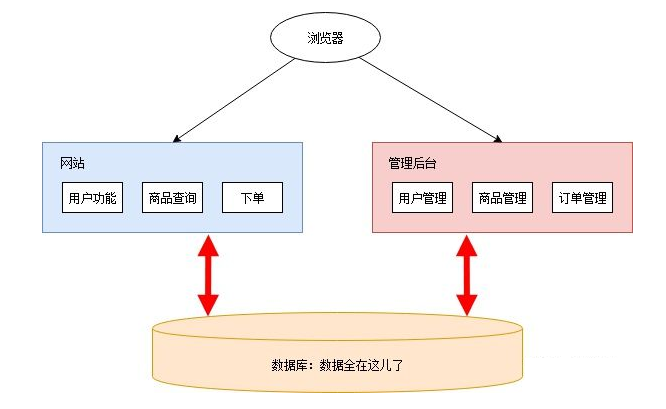 浏览器
网站
用户功能
商品查询
下单
管理后台
用户管理
商品管理
订单管理
数据库：数据全在这儿了